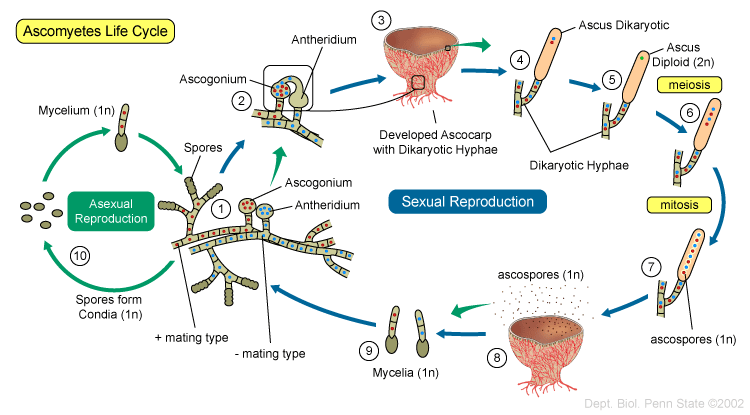 Ascomyetes Life Cycle
Antheridium
Ascogonium
2
3
Developed Ascocarp
with Dikaryotic Hyphae
Ascus Dikaryotic
4
Ascus
Diploid (2n)
5
meiosis
6
Dikaryotic Hyphae
Mycelium (1n)
Spores
Asexual
Reproduction
1
Ascogonium
Antheridium
Sexual Reproduction
mitosis
10
Spores form
Condia (1n)
+ mating type
- mating type
9
Mycelia (1n)
ascospores (1n)
8
7
ascospores (1n)
Dept. Biol. Penn State ©2002